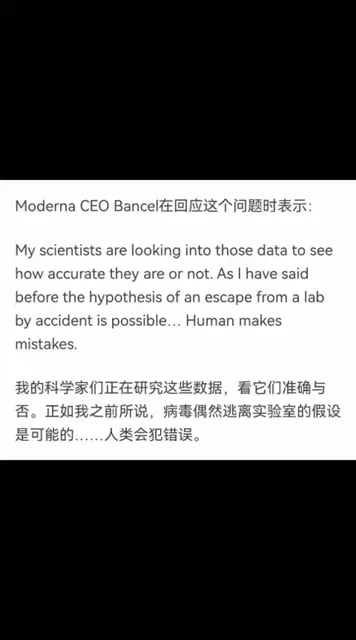 Moderna CEO Bancel在回应这个问题时表示：
My scientists are looking into those data to see
how accurate they are or not. As I have said
before the hypothesis of an escape from a lab
by accident is possible… Human makes
mistakes.
我的科学家们正在研究这些数据，看它们准确与
否。正如我之前所说，病毒偶然逃离实验室的假设
是可能的……人类会犯错误。